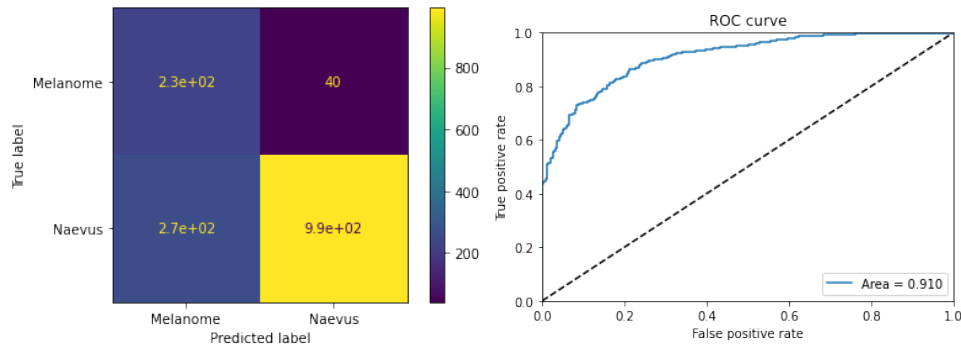 Melanome
Naevus
True label
2.3e+02
40
2.7e+02
9.9e+02
Melanome
Naevus
Predicted label
800
600
400
200
ROC curve
True positive rate
1.0
0.8
0.6
0.4
0.2
0.0
Area = 0.910
0.0
0.2
0.4
0.6
0.8
1.0
False positive rate